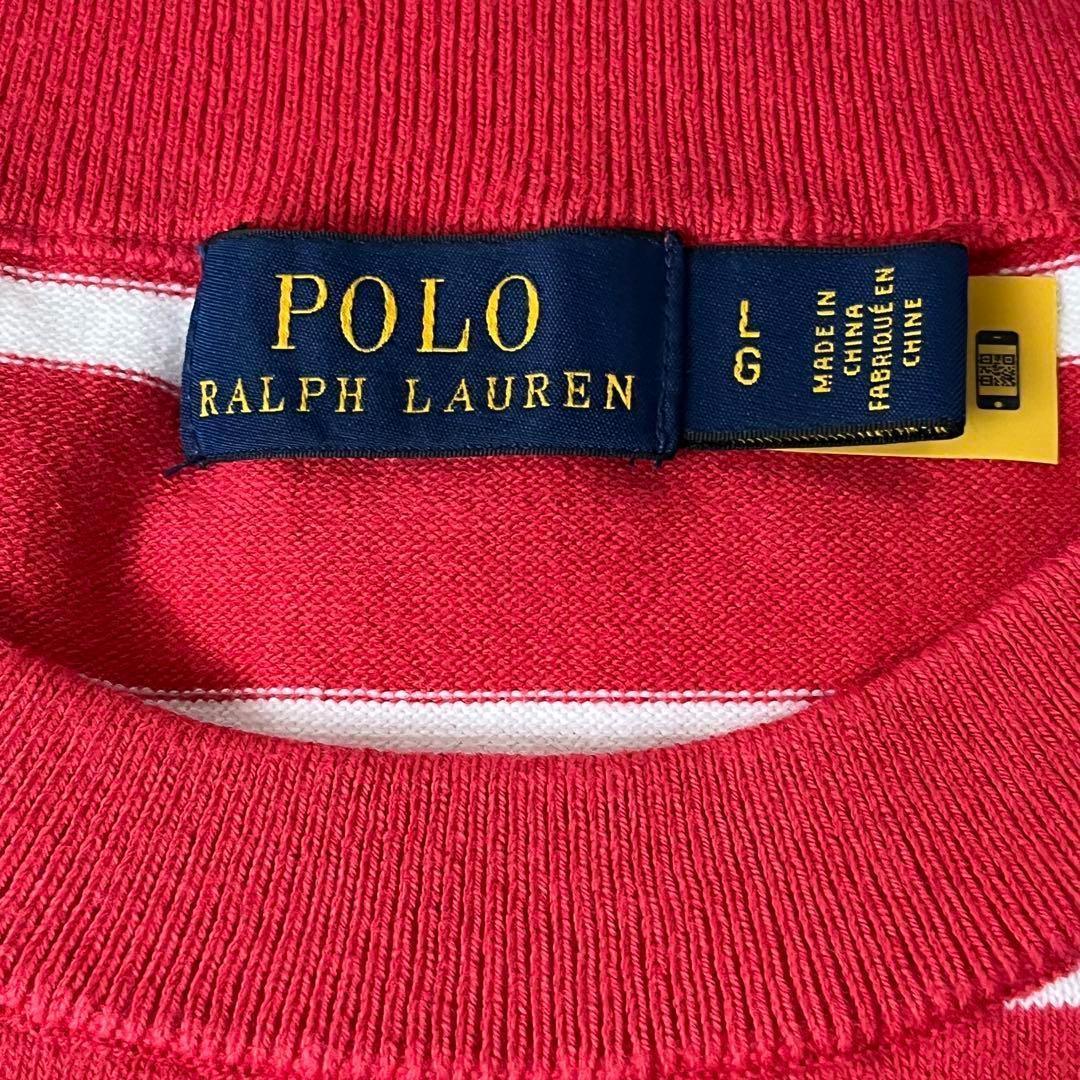 POLO
RALPH LAUREN
L
G
MADE IN
CHINA
FABRIQUÉ EN
CHINE